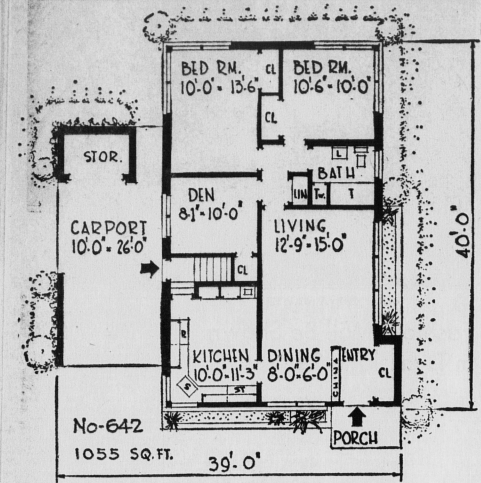 BED RM.
10'-0" - 13'-6"
CL
BED RM.
10'-6" - 10'-0"
CL
STOR.
L
BATH
DEN
8'-1" - 10'-0"
LIN
T
CARPORT
10'-0" - 26'-0"
LIVING
12'-9" - 15'-0"
40'-0"
CL
R
KITCHEN
10'-0" - 11'-3"
DINING
8'-0" - 6'-0"
CHINA
ENTRY
CL
S
ST
No-642
PORCH
1055 SQ. FT.
39'-0"